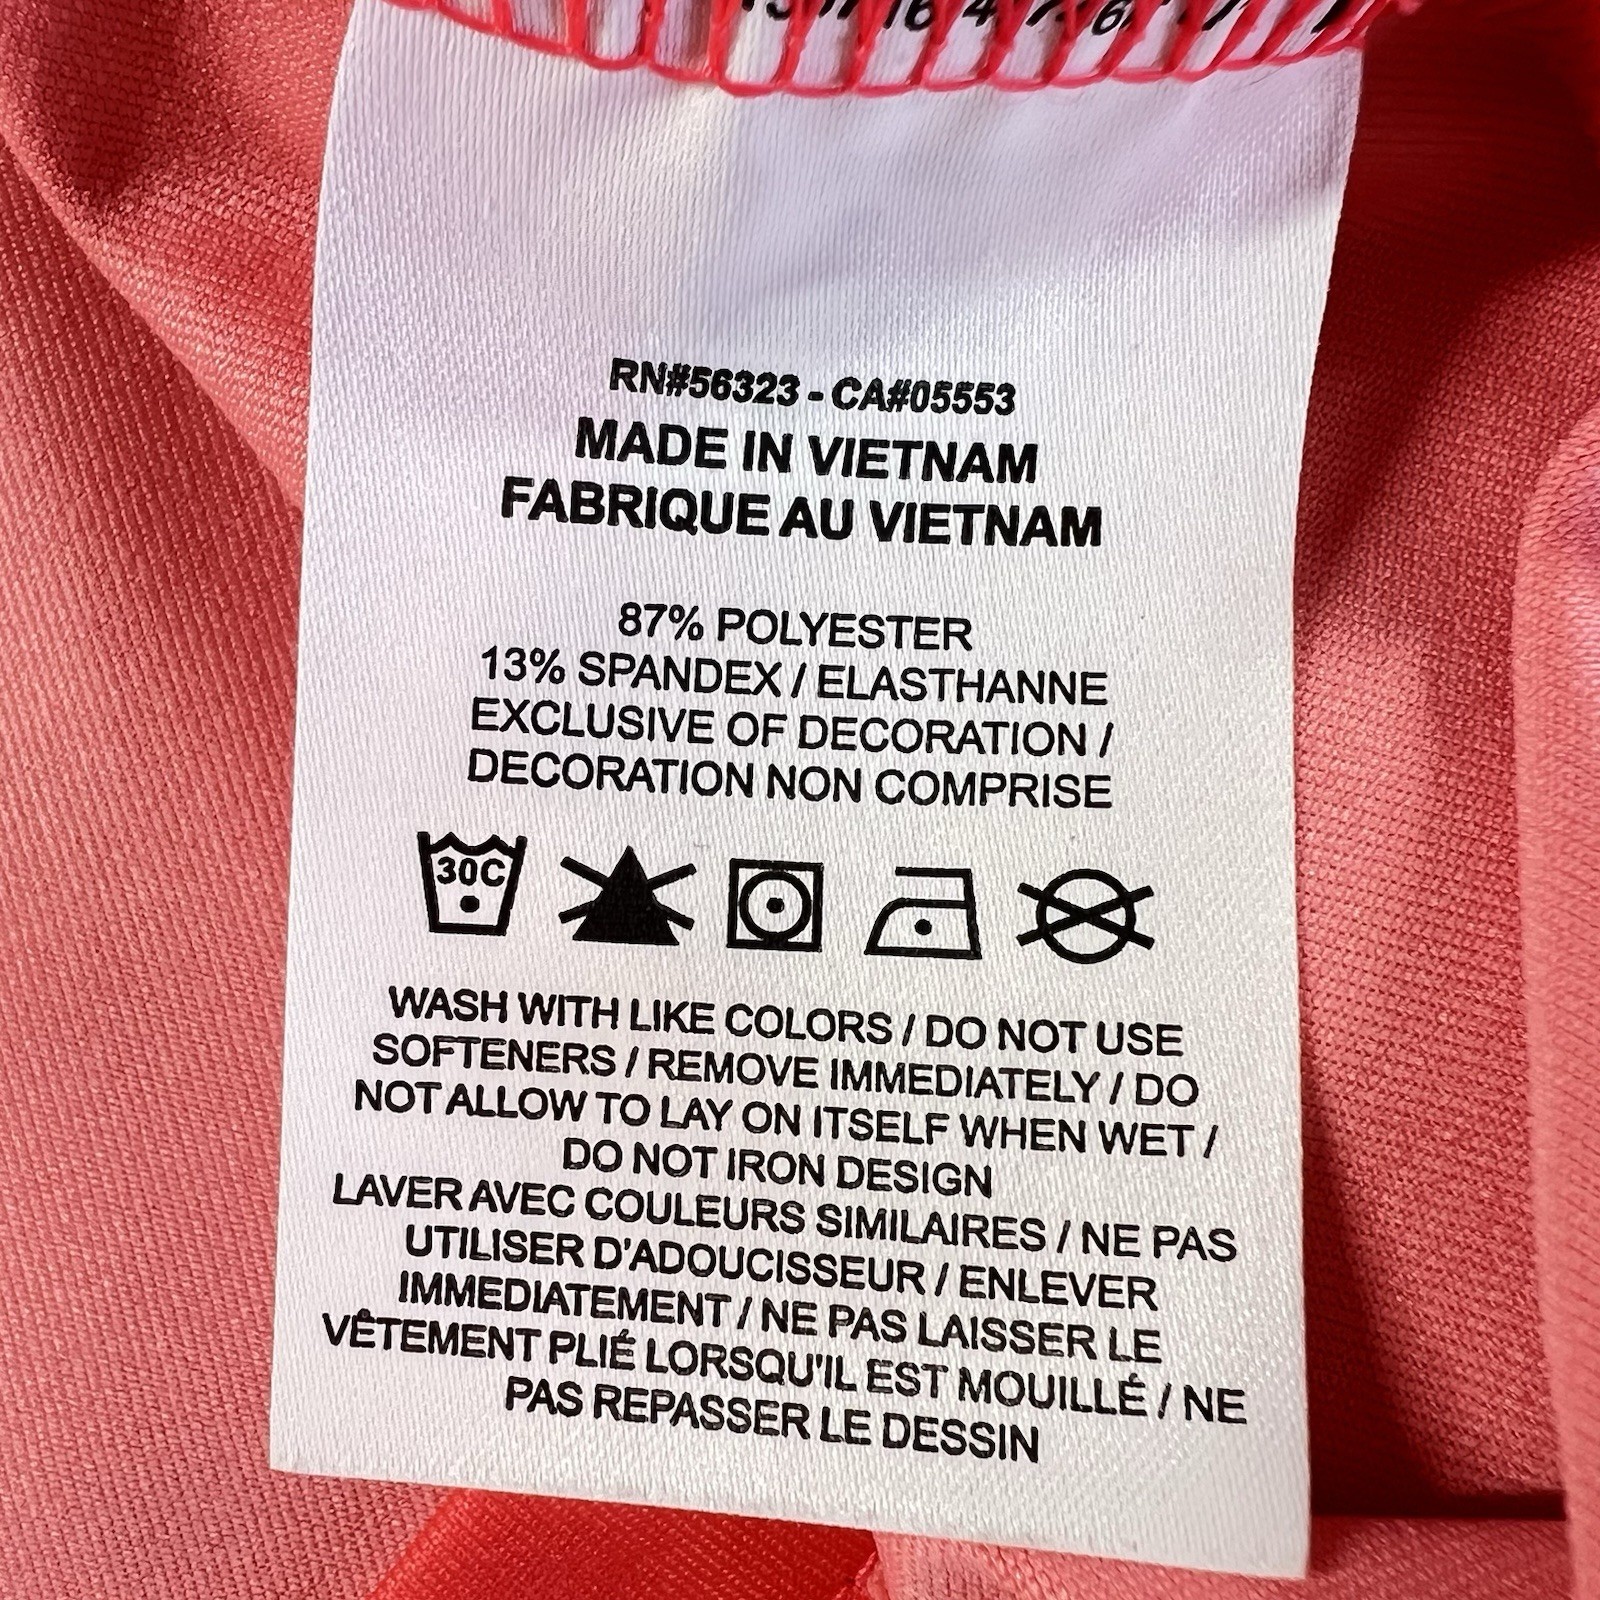 RN#56323 - CA#05553
MADE IN VIETNAM
FABRIQUE AU VIETNAM
87% POLYESTER
13% SPANDEX / ELASTHANNE
EXCLUSIVE OF DECORATION /
DECORATION NON COMPRISE
30C
WASH WITH LIKE COLORS / DO NOT USE
SOFTENERS / REMOVE IMMEDIATELY / DO
NOT ALLOW TO LAY ON ITSELF WHEN WET /
DO NOT IRON DESIGN
LAVER AVEC COULEURS SIMILAIRES / NE PAS
UTILISER D'ADOUCISSEUR / ENLEVER
IMMEDIATEMENT / NE PAS LAISSER LE
VÊTEMENT PLIÉ LORSQU'IL EST MOUILLÉ / NE
PAS REPASSER LE DESSIN